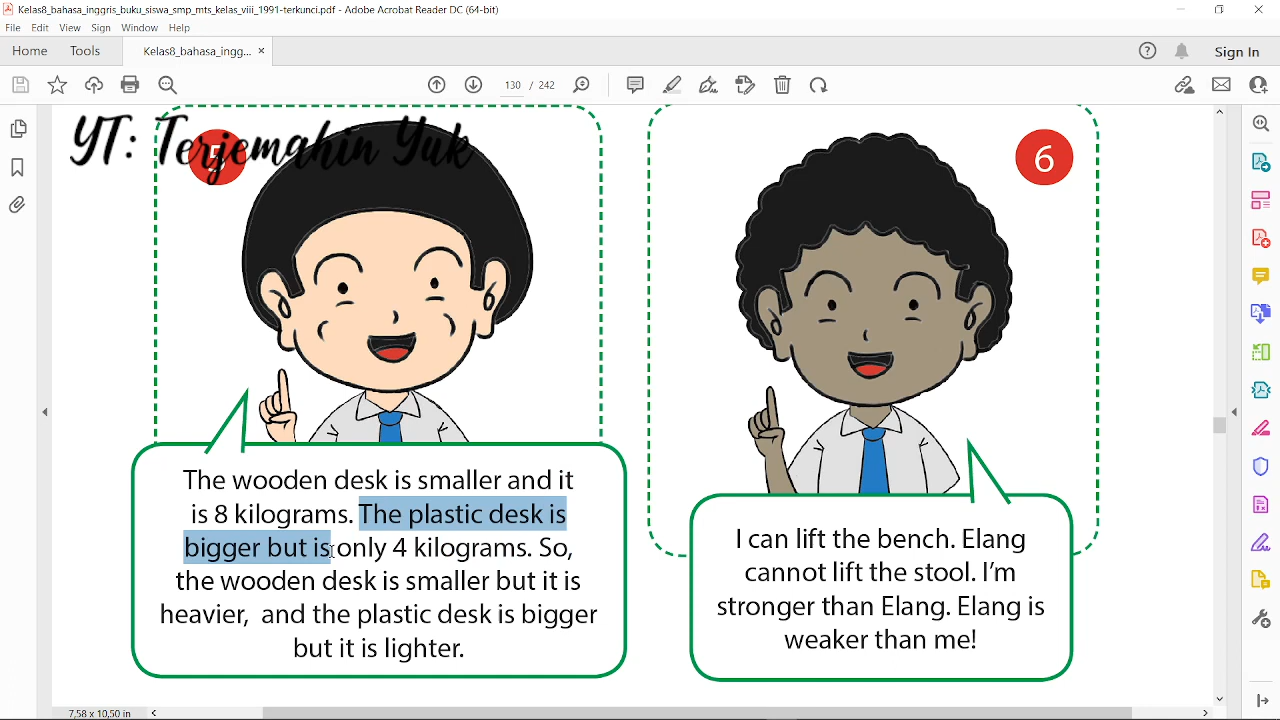 Kelas8_bahasa_inggris_buku_siswa_smp_mts_kelas_viii_1991-terkunci.pdf - Adobe Acrobat Reader DC (64-bit)
File Edit View Sign Window Help
Home Tools Kelas8_bahasa_ingg... × Sign In
130 / 242
YT: Terjemahin Yuk
5
6
The wooden desk is smaller and it
is 8 kilograms. The plastic desk is
bigger but is only 4 kilograms. So,
the wooden desk is smaller but it is
heavier, and the plastic desk is bigger
but it is lighter.
I can lift the bench. Elang
cannot lift the stool. I'm
stronger than Elang. Elang is
weaker than me!
7,58 x 10,50 in